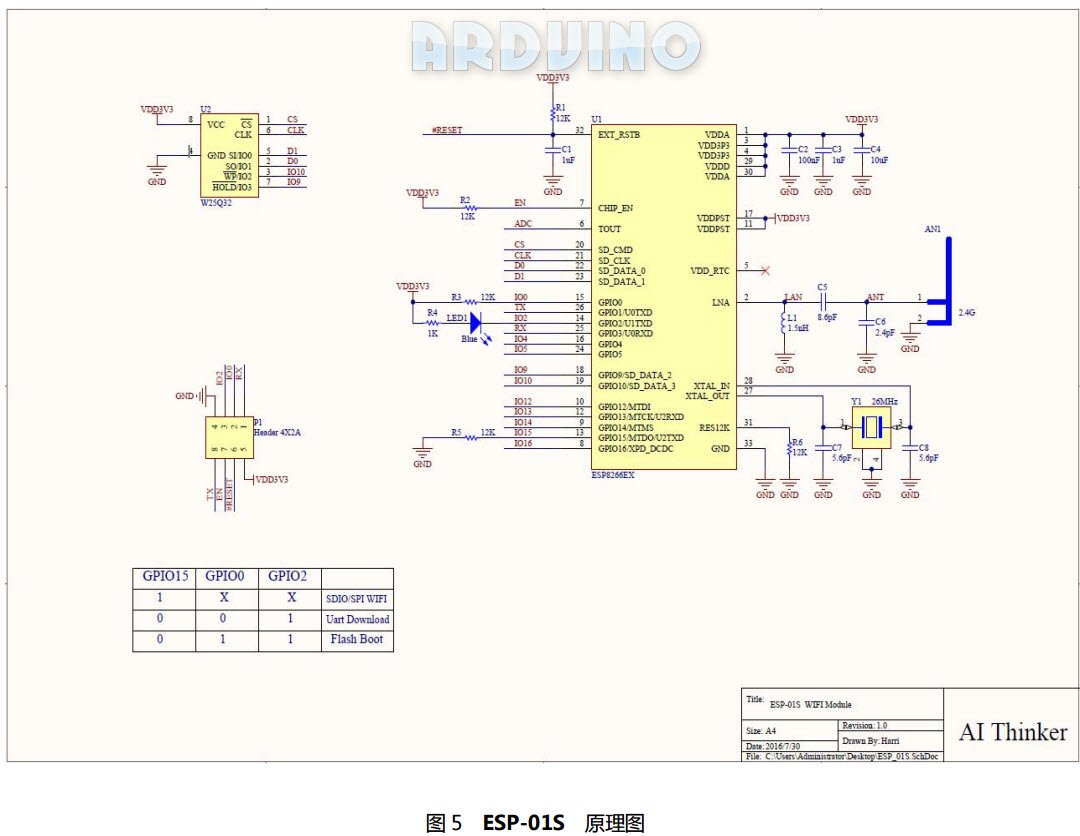 ARDUINO
VDD3V3
R1
12K
#RESET
C1
1uF
GND
VDD3V3
U2
8 VCC CS 1 CS
CLK 6 CLK
4 GND SI/IO0 5 D1
SO/IO1 2 D0
WP/IO2 3 IO10
HOLD/IO3 7 IO9
GND
W25Q32
U1
32 EXT_RSTB
VDD3V3
R2
12K
EN 7 CHIP_EN
ADC 6 TOUT
CS 20 SD_CMD
CLK 21 SD_CLK
D0 22 SD_DATA_0
D1 23 SD_DATA_1
VDD3V3
R3 12K
R4
1K
LED1
Blue
IO0 15 GPIO0
TX 26 GPIO1/U0TXD
IO2 14 GPIO2/U1TXD
RX 25 GPIO3/U0RXD
IO4 16 GPIO4
IO5 24 GPIO5
IO9 18 GPIO9/SD_DATA_2
IO10 19 GPIO10/SD_DATA_3
IO12 10 GPIO12/MTDI
IO13 12 GPIO13/MTCK/U2RXD
IO14 9 GPIO14/MTMS
R5 12K IO15 13 GPIO15/MTDO/U2TXD
IO16 8 GPIO16/XPD_DCDC
GND
ESP8266EX
VDDA 1
VDD3P3 3
VDD3P3 4
VDDD 29
VDDA 30
VDD3V3
C2
100nF
C3
1uF
C4
10uF
GND GND GND
VDDPST 17 VDD3V3
VDDPST 11
VDD_RTC 5
LNA 2 LAN
C5
8.6pF
ANT
L1
1.5nH
C6
2.4pF
GND GND
AN1
1
2
2.4G
GND
XTAL_IN 28
XTAL_OUT 27
RES12K 31
GND 33
R6
12K
Y1 26MHz
1 3
2 4
C7
5.6pF
C8
5.6pF
GND GND GND GND GND
GND
IO2
IO0
RX
4 3 2 1
8 7 6 5
P1
Header 4X2A
VDD3V3
TX
EN
#RESET
GPIO15 GPIO0 GPIO2
1 X X SDIO/SPI WIFI
0 0 1 Uart Download
0 1 1 Flash Boot
Title:
ESP-01S WIFI Module
Size: A4
Revision: 1.0
Date: 2016/7/30
Drawn By: Harri
File: C:\Users\Administrator\Desktop\ESP_01S.SchDoc
AI Thinker
图 5 ESP-01S 原理图